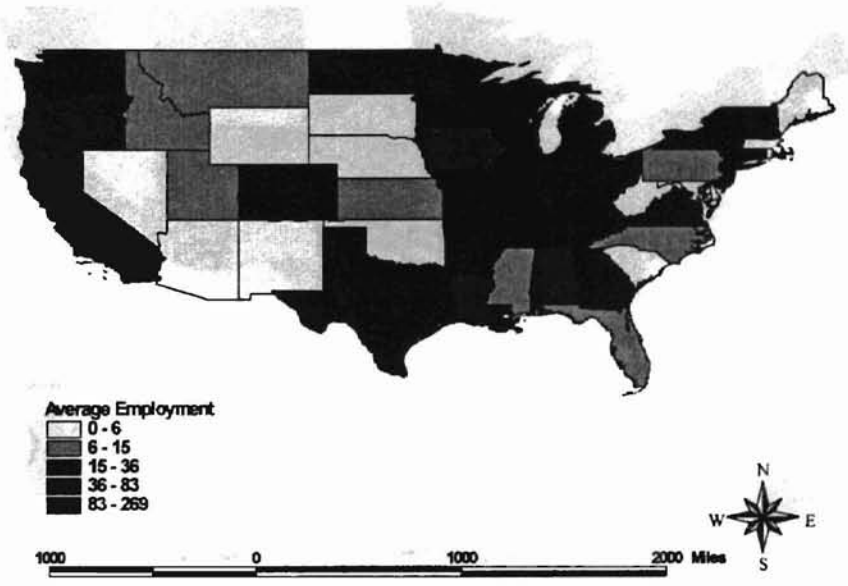 Average Employment
0 - 6
6 - 15
15 - 36
36 - 83
83 - 269
N
W E
S
1000 0 1000 2000 Miles